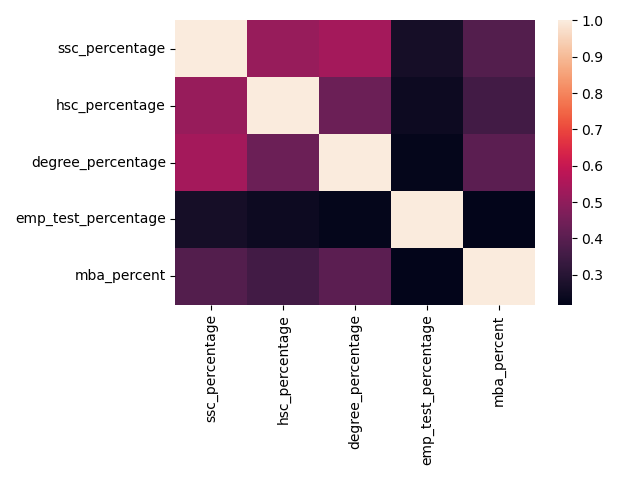 ssc_percentage
hsc_percentage
degree_percentage
emp_test_percentage
mba_percent
ssc_percentage
hsc_percentage
degree_percentage
emp_test_percentage
mba_percent
1.0
0.9
0.8
0.7
0.6
0.5
0.4
0.3